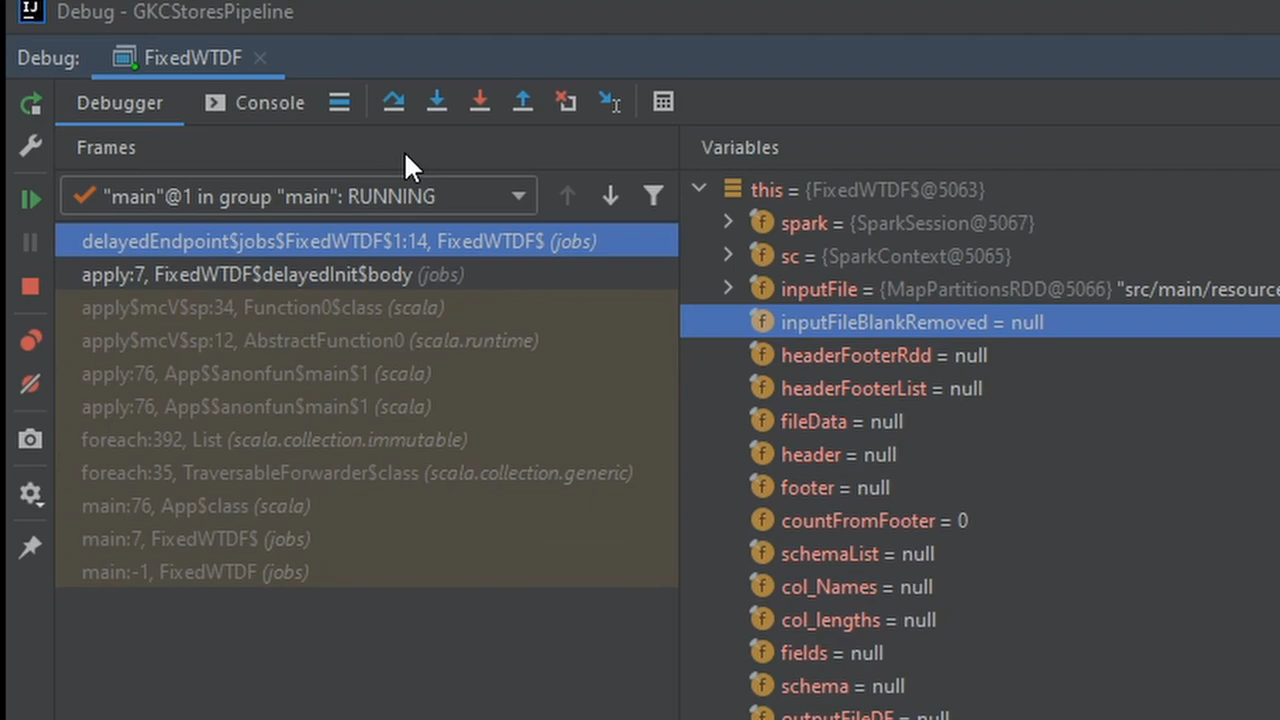 IJ
Debug - GKCStoresPipeline
Debug: FixedWTDF
Debugger Console
Frames
"main"@1 in group "main": RUNNING
delayedEndpoint$jobs$FixedWTDF$1:14, FixedWTDF$ (jobs)
apply:7, FixedWTDF$delayedInit$body (jobs)
apply$mcV$sp:34, Function0$class (scala)
apply$mcV$sp:12, AbstractFunction0 (scala.runtime)
apply:76, App$$anonfun$main$1 (scala)
apply:76, App$$anonfun$main$1 (scala)
foreach:392, List (scala.collection.immutable)
foreach:35, TraversableForwarder$class (scala.collection.generic)
main:76, App$class (scala)
main:7, FixedWTDF$ (jobs)
main:-1, FixedWTDF (jobs)
Variables
this = {FixedWTDF$@5063}
f spark = {SparkSession@5067}
f sc = {SparkContext@5065}
f inputFile = {MapPartitionsRDD@5066} "src/main/resource
f inputFileBlankRemoved = null
f headerFooterRdd = null
f headerFooterList = null
f fileData = null
f header = null
f footer = null
f countFromFooter = 0
f schemaList = null
f col_Names = null
f col_lengths = null
f fields = null
f schema = null
f outputFileDF = null